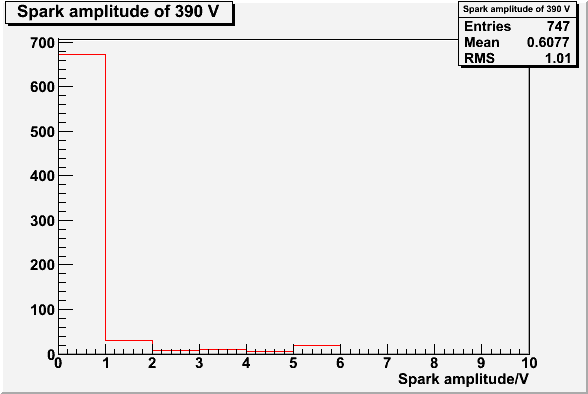 Spark amplitude of 390 V
Spark amplitude of 390 V
Entries 747
Mean 0.6077
RMS 1.01
700
600
500
400
300
200
100
0
0 1 2 3 4 5 6 7 8 9 10
Spark amplitude/V